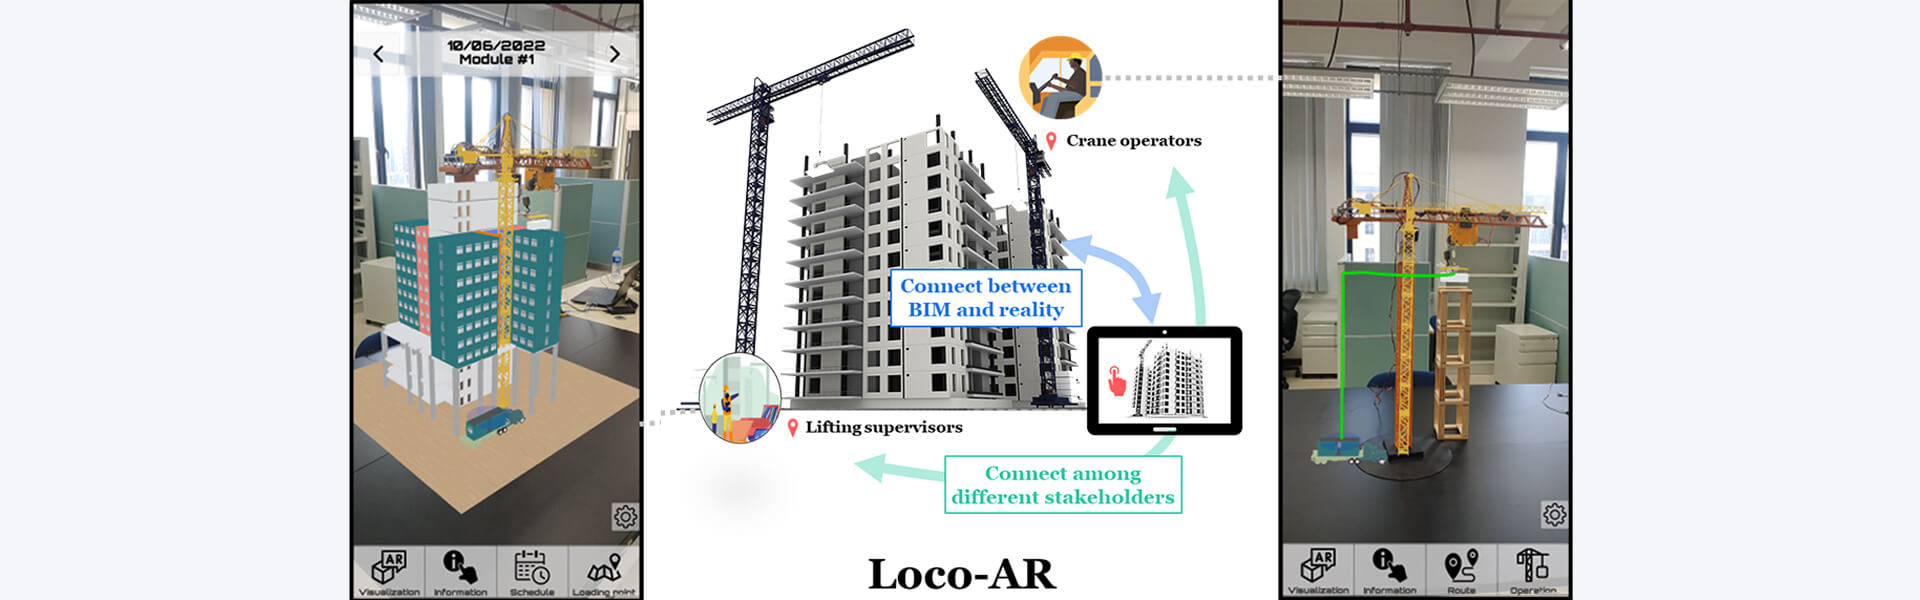 10/06/2022
Module #1
AR
Visualization
Information
Schedule
Loading point
Crane operators
Connect between
BIM and reality
Lifting supervisors
Connect among
different stakeholders
Loco-AR
AR
Visualization
Information
Route
Operation